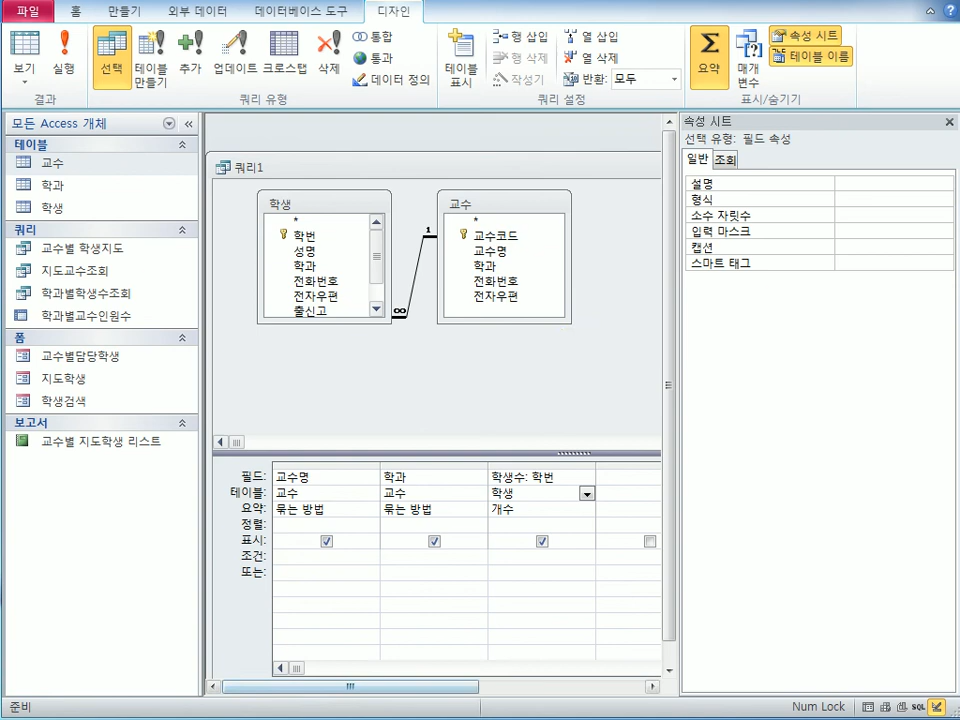 파일 홈 만들기 외부 데이터 데이터베이스 도구 디자인
보기 실행 선택 테이블 만들기 추가 업데이트 크로스탭 삭제
통합
통과
데이터 정의
테이블 표시
행 삽입
행 삭제
작성기
열 삽입
열 삭제
반환: 모두
요약
매개 변수
속성 시트
테이블 이름
결과 쿼리 유형 쿼리 설정 표시/숨기기
모든 Access 개체
테이블
교수
학과
학생
쿼리
교수별 학생지도
지도교수조회
학과별학생수조회
학과별교수인원수
폼
교수별담당학생
지도학생
학생검색
보고서
교수별 지도학생 리스트
쿼리1
학생
*
학번
성명
학과
전화번호
전자우편
출신고
∞
1
교수
*
교수코드
교수명
학과
전화번호
전자우편
필드: 교수명 학과 학생수: 학번
테이블: 교수 교수 학생
요약: 묶는 방법 묶는 방법 개수
정렬:
표시:
조건:
또는:
속성 시트
선택 유형: 필드 속성
일반 조회
설명
형식
소수 자릿수
입력 마스크
캡션
스마트 태그
준비
Num Lock
SQL